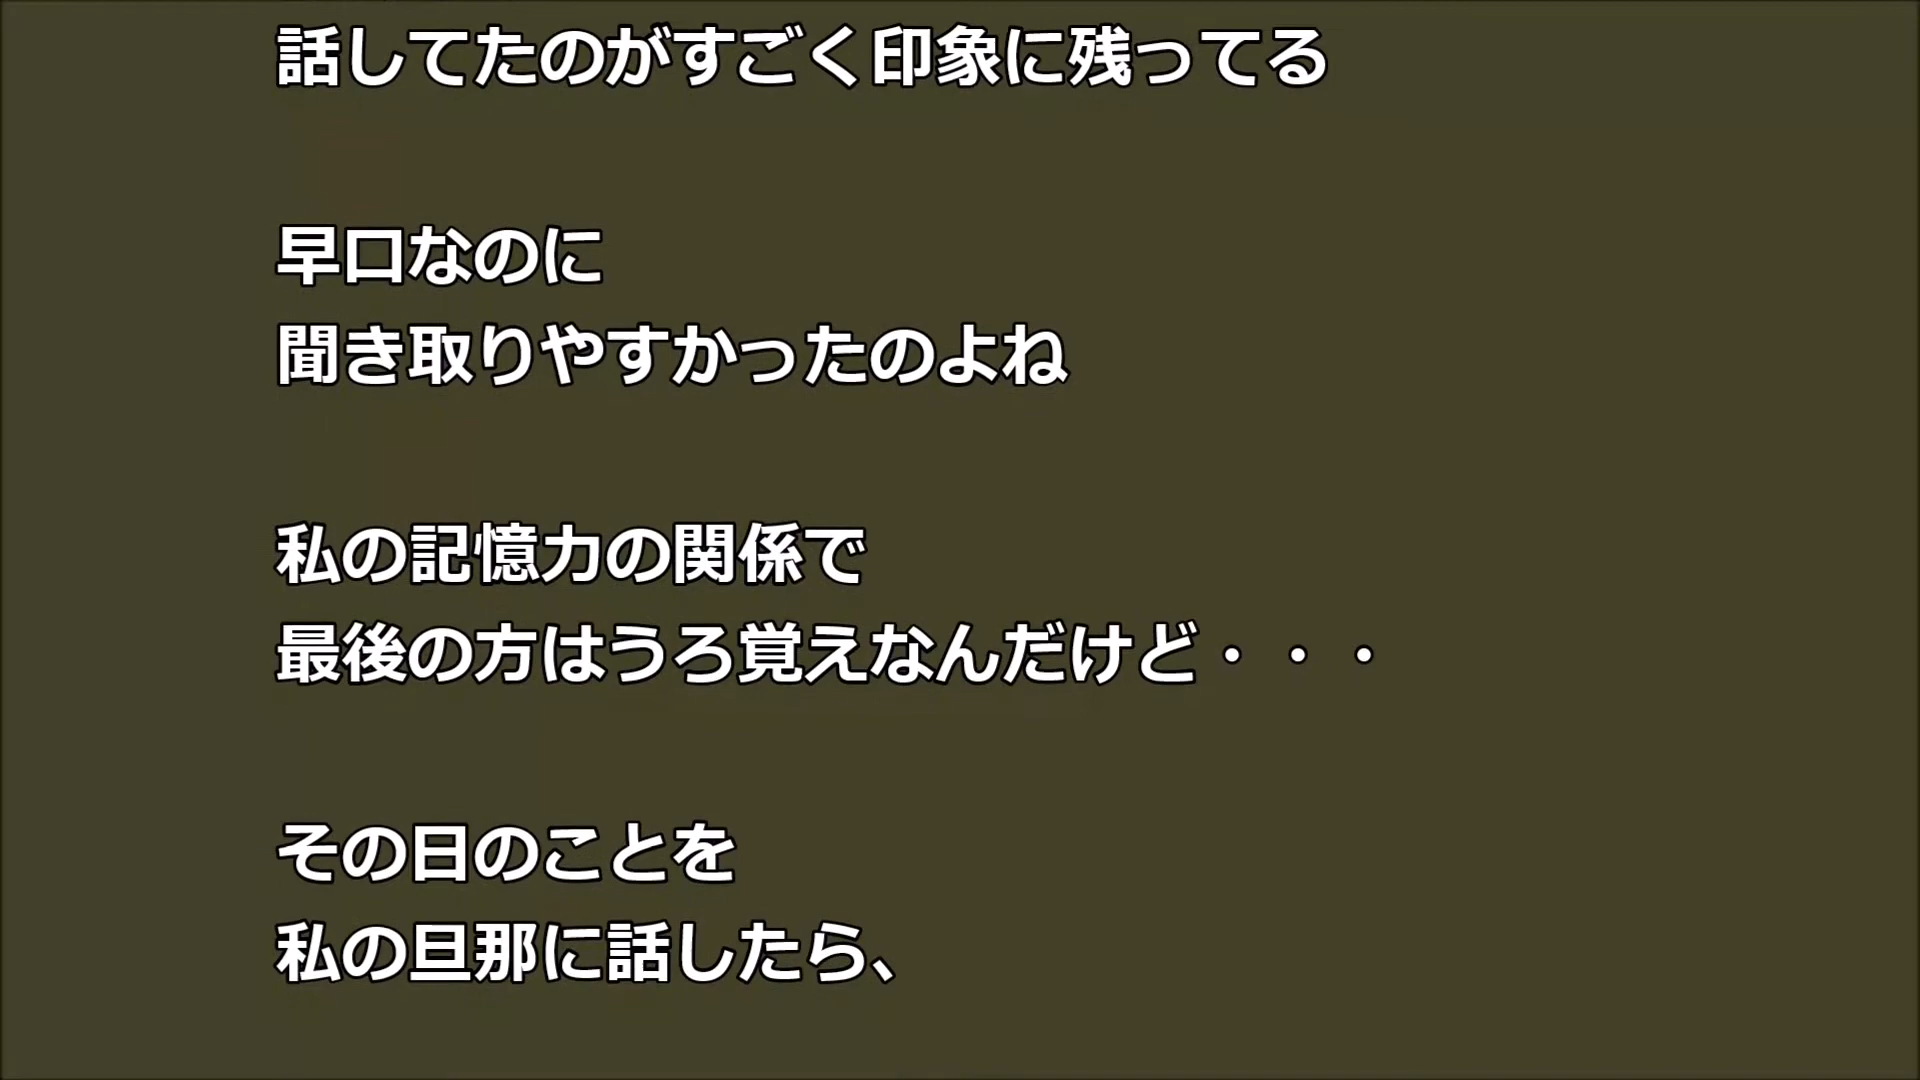 話してたのがすごく印象に残ってる
早口なのに
聞き取りやすかったのよね
私の記憶力の関係で
最後の方はうろ覚えなんだけど・・・
その日のことを
私の旦那に話したら、